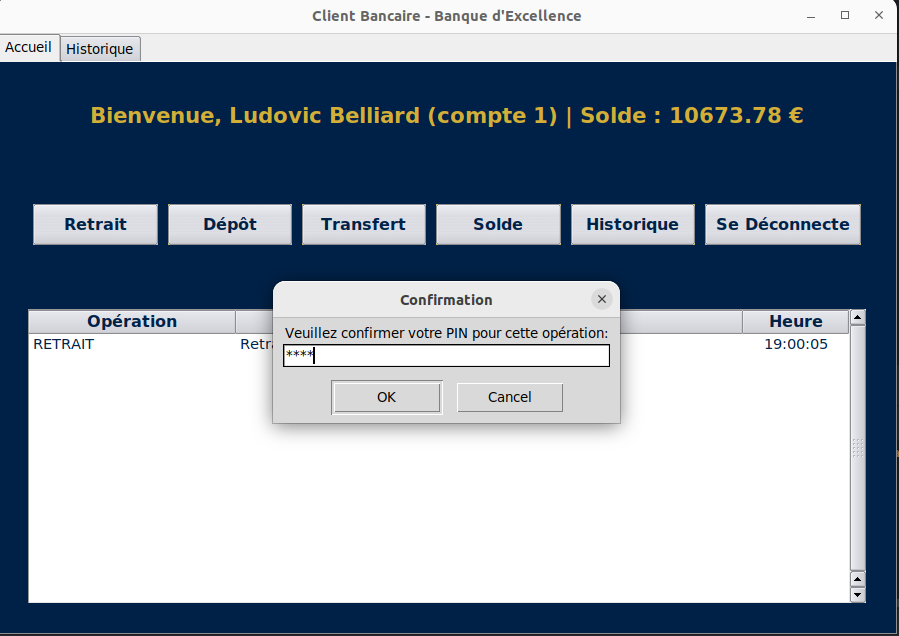 Client Bancaire - Banque d'Excellence
Accueil Historique
Bienvenue, Ludovic Belliard (compte 1) | Solde : 10673.78 €
Retrait Dépôt Transfert Solde Historique Se Déconnecte
Confirmation
Veuillez confirmer votre PIN pour cette opération:
****
OK Cancel
Opération Heure
RETRAIT 19:00:05